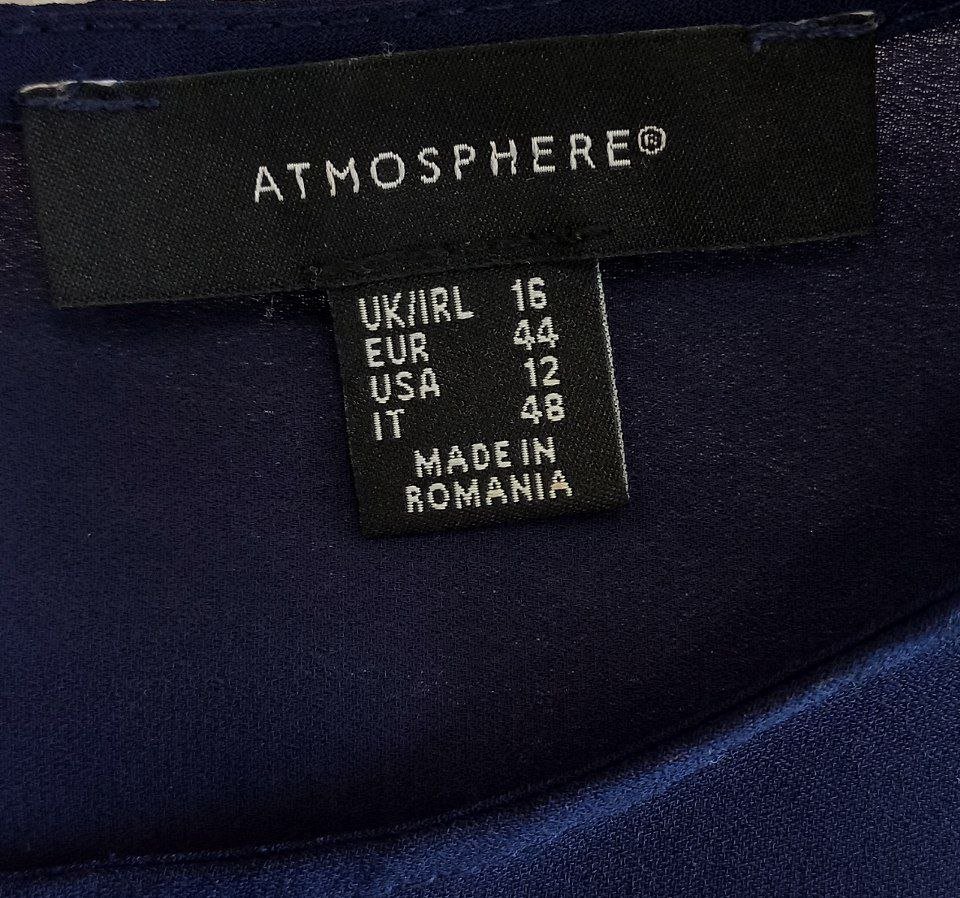 ATMOSPHERE®
UK/IRL 16
EUR 44
USA 12
IT 48
MADE IN
ROMANIA